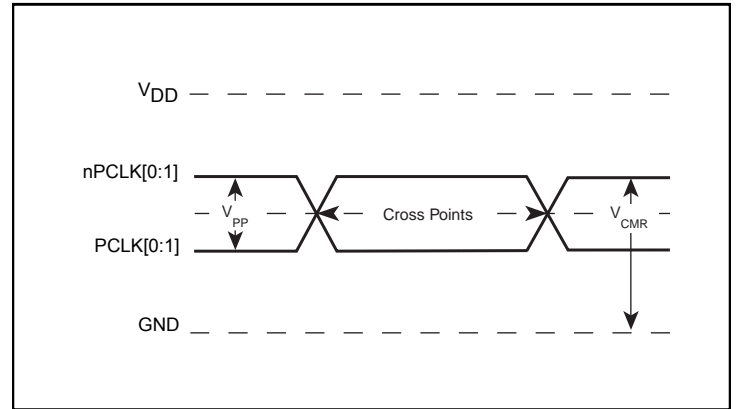 VDD
nPCLK[0:1]
VPP
Cross Points
VCMR
PCLK[0:1]
GND